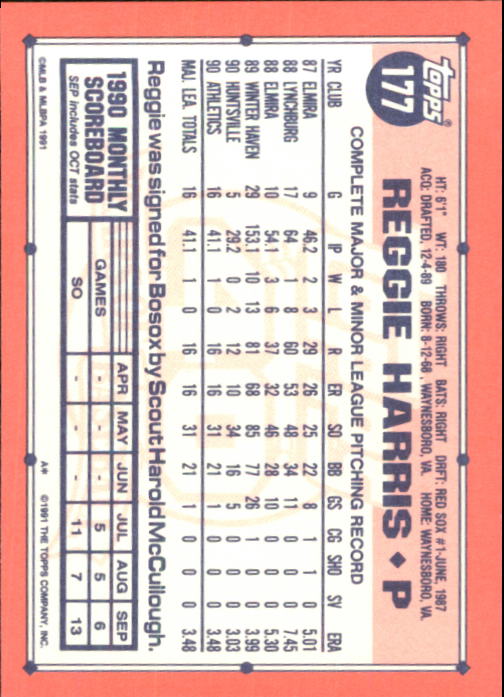 topps®
177
HT: 6'1" WT: 180 THROWS: RIGHT BATS: RIGHT DRFT: RED SOX #1-JUNE, 1987
ACQ: DRAFTED, 12-4-89 BORN: 8-12-68, WAYNESBORO, VA. HOME: WAYNESBORO, VA.
REGGIE HARRIS ♦ P
COMPLETE MAJOR & MINOR LEAGUE PITCHING RECORD
YR CLUB G IP W L R ER SO BB GS CG SHO SV ERA
87 ELMIRA 9 46.2 2 3 29 26 25 22 8 1 1 0 5.01
88 LYNCHBURG 17 64 1 8 60 53 48 34 11 0 0 0 7.45
88 ELMIRA 10 54.1 3 6 37 32 46 28 10 0 0 0 5.30
89 WINTER HAVEN 29 153.1 10 13 81 68 85 77 26 1 0 0 3.99
90 HUNTSVILLE 5 29.2 0 2 12 10 34 16 5 0 0 0 3.03
90 ATHLETICS 16 41.1 1 0 16 16 31 21 1 0 0 0 3.48
MAJ. LEA. TOTALS 16 41.1 1 0 16 16 31 21 1 0 0 0 3.48
Reggie was signed for Bosox by Scout Harold McCullough.
1990 MONTHLY SCOREBOARD
SEP includes OCT stats
APR MAY JUN JUL AUG SEP
GAMES - - - 5 5 6
SO - - - 11 7 13
©MLB & MLBPA 1991 A* ©1991 THE TOPPS COMPANY, INC.